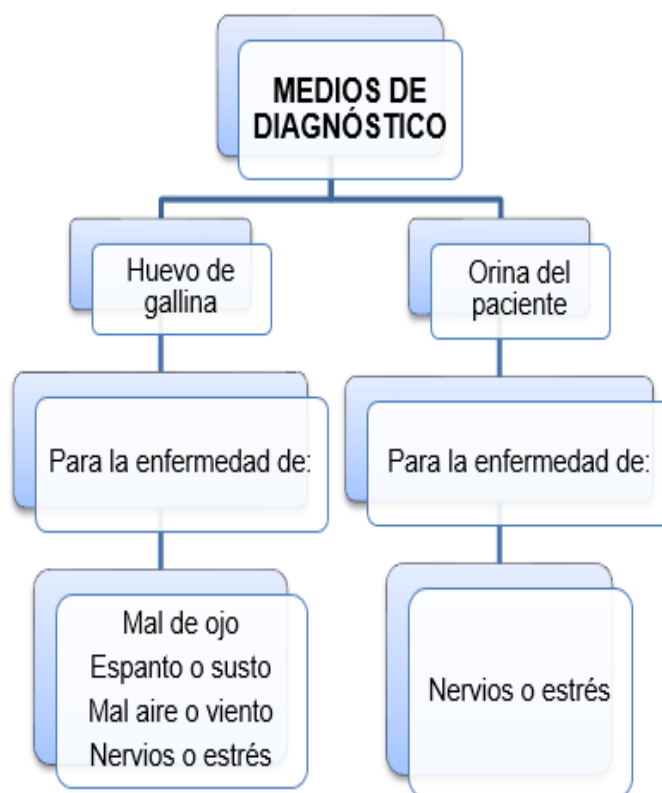 MEDIOS DE
DIAGNÓSTICO
Huevo de
gallina
Orina del
paciente
Para la enfermedad de:
Para la enfermedad de:
Mal de ojo
Espanto o susto
Mal aire o viento
Nervios o estrés
Nervios o estrés